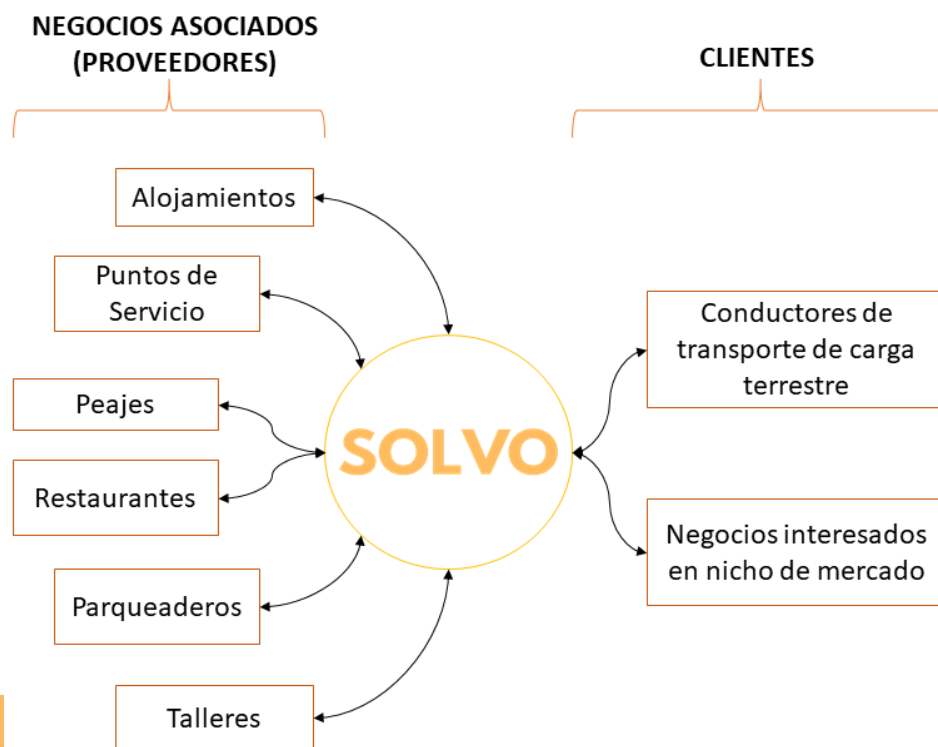 NEGOCIOS ASOCIADOS
(PROVEEDORES)
CLIENTES
Alojamientos
Puntos de
Servicio
Peajes
Restaurantes
Parqueaderos
Talleres
SOLVO
Conductores de
transporte de carga
terrestre
Negocios interesados
en nicho de mercado